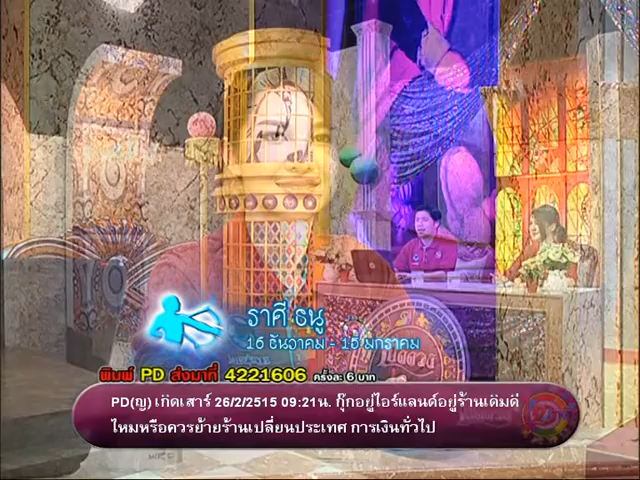 ราศี ธนู
16 ธันวาคม - 15 มกราคม
พิมพ์ PD ส่งมาที่ 4221606 ครั้งละ 6 บาท
PD(ญ) เกิดเสาร์ 26/2/2515 09:21น. กุ๊กอยู่ไอร์แลนด์อยู่ร้านเดิมดี
ไหมหรือควรย้ายร้านเปลี่ยนประเทศ การเงินทั่วไป